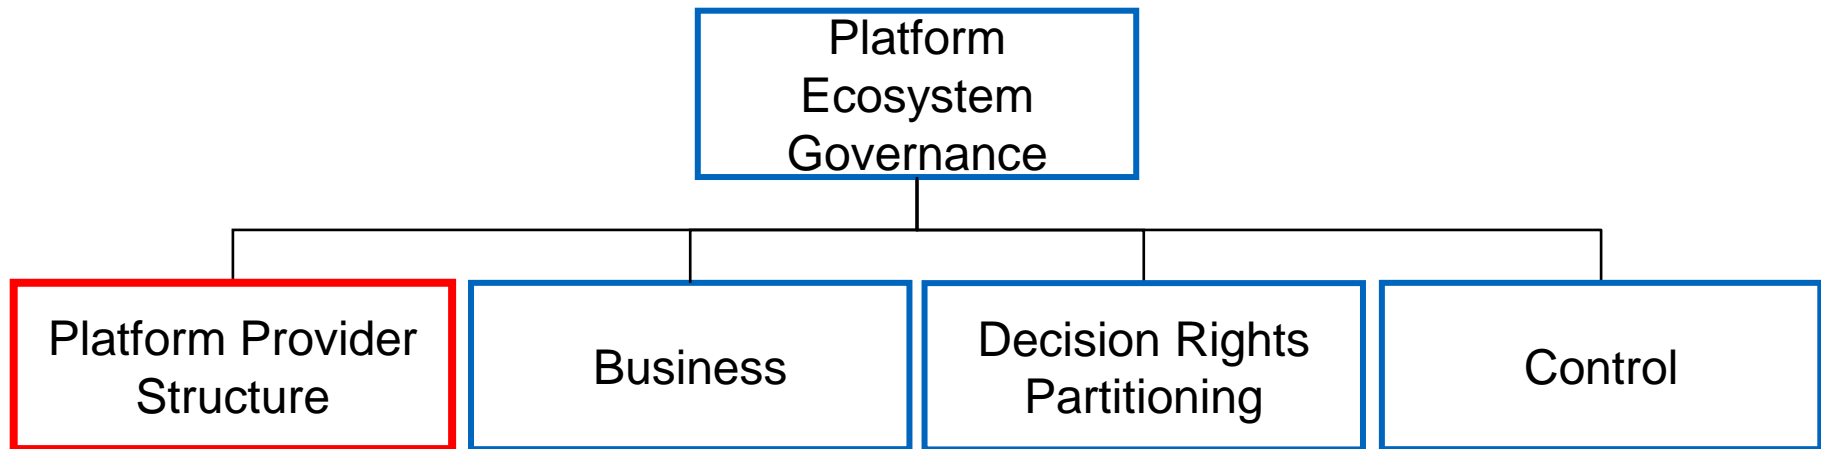 Platform
Ecosystem
Governance
Platform Provider
Structure
Business
Decision Rights
Partitioning
Control